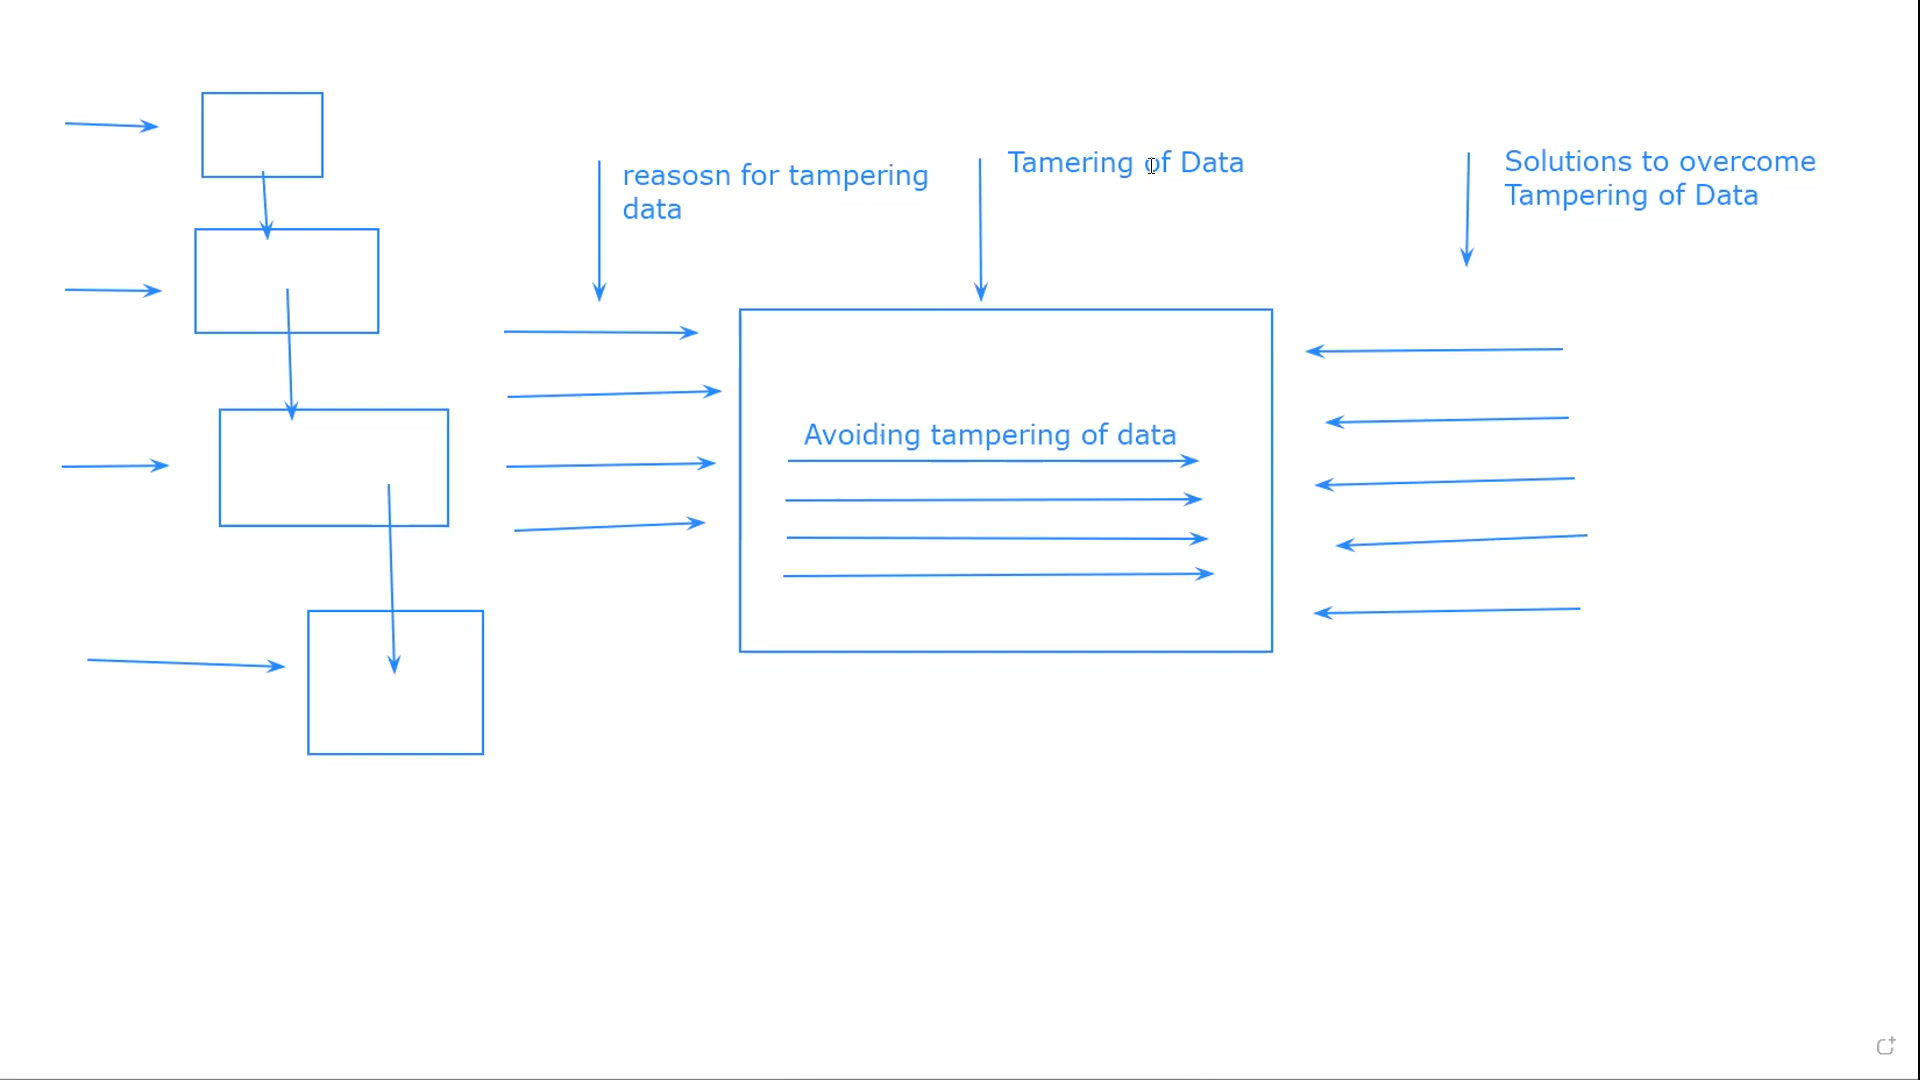 reasosn for tampering
data
Tamering of Data
Solutions to overcome
Tampering of Data
Avoiding tampering of data